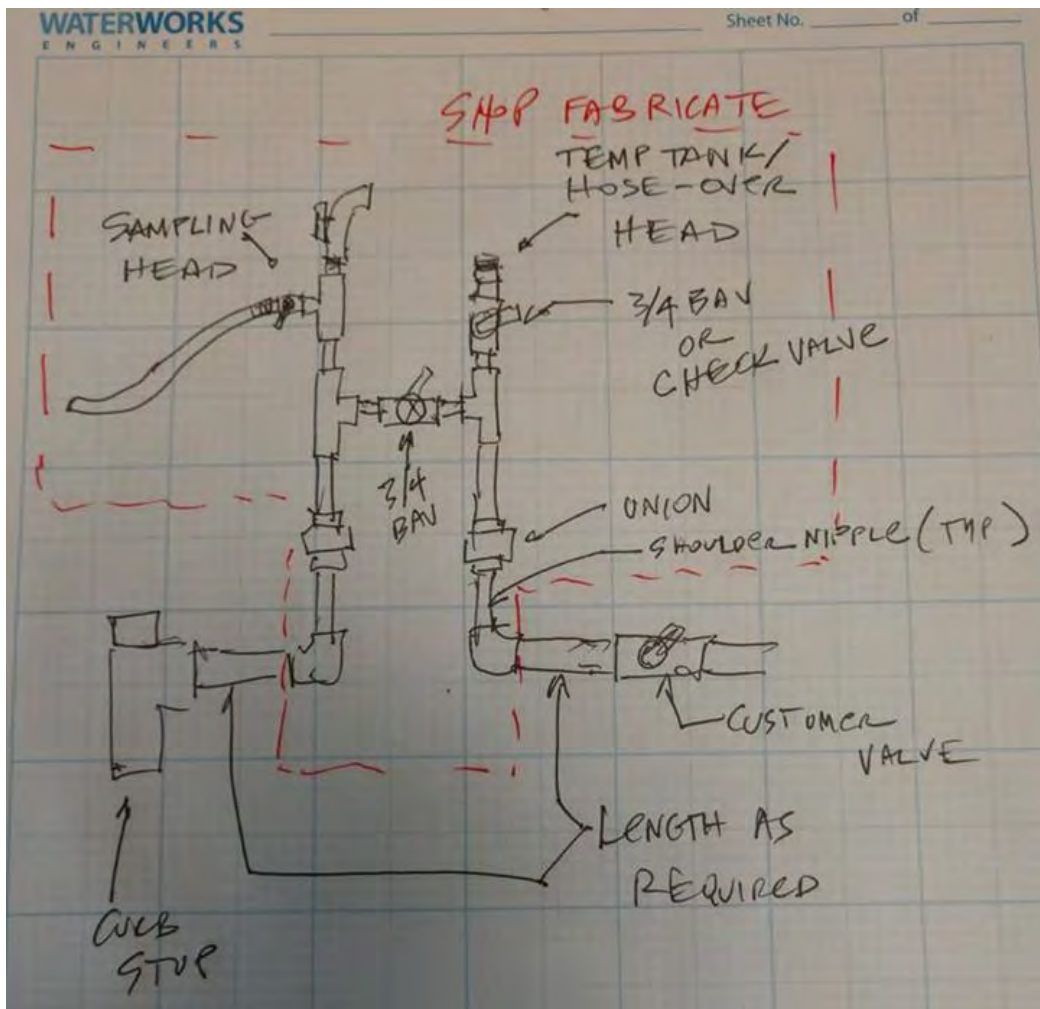 WATERWORKS
ENGINEERS
Sheet No. of
SHOP FABRICATE
TEMP TANK/
HOSE-OVER
HEAD
SAMPLING
HEAD
3/4 BAV
OR
CHECK VALVE
3/4
BAV
UNION
SHOULDER NIPPLE (TYP)
CUSTOMER
VALVE
LENGTH AS
REQUIRED
CURB
STOP